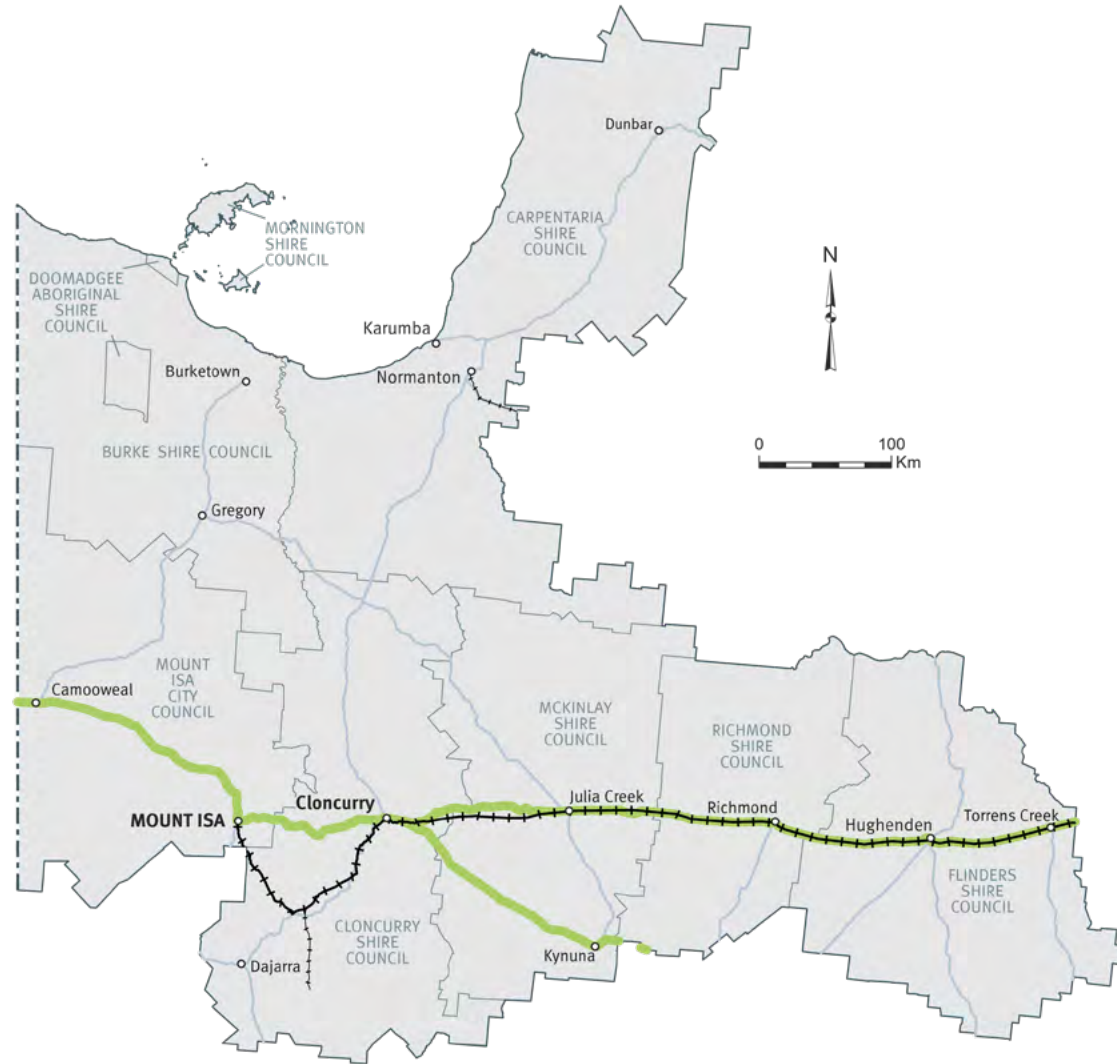 Dunbar
MORNINGTON
SHIRE
COUNCIL
CARPENTARIA
SHIRE
COUNCIL
N
DOOMADGEE
ABORIGINAL
SHIRE
COUNCIL
Karumba
Burketown
Normanton
0 100
Km
BURKE SHIRE COUNCIL
Gregory
MOUNT
ISA
CITY
COUNCIL
Camooweal
MCKINLAY
SHIRE
COUNCIL
RICHMOND
SHIRE
COUNCIL
Cloncurry
Julia Creek
MOUNT ISA
Richmond
Hughenden
Torrens Creek
FLINDERS
SHIRE
COUNCIL
CLONCURRY
SHIRE
COUNCIL
Kynuna
Dajarra